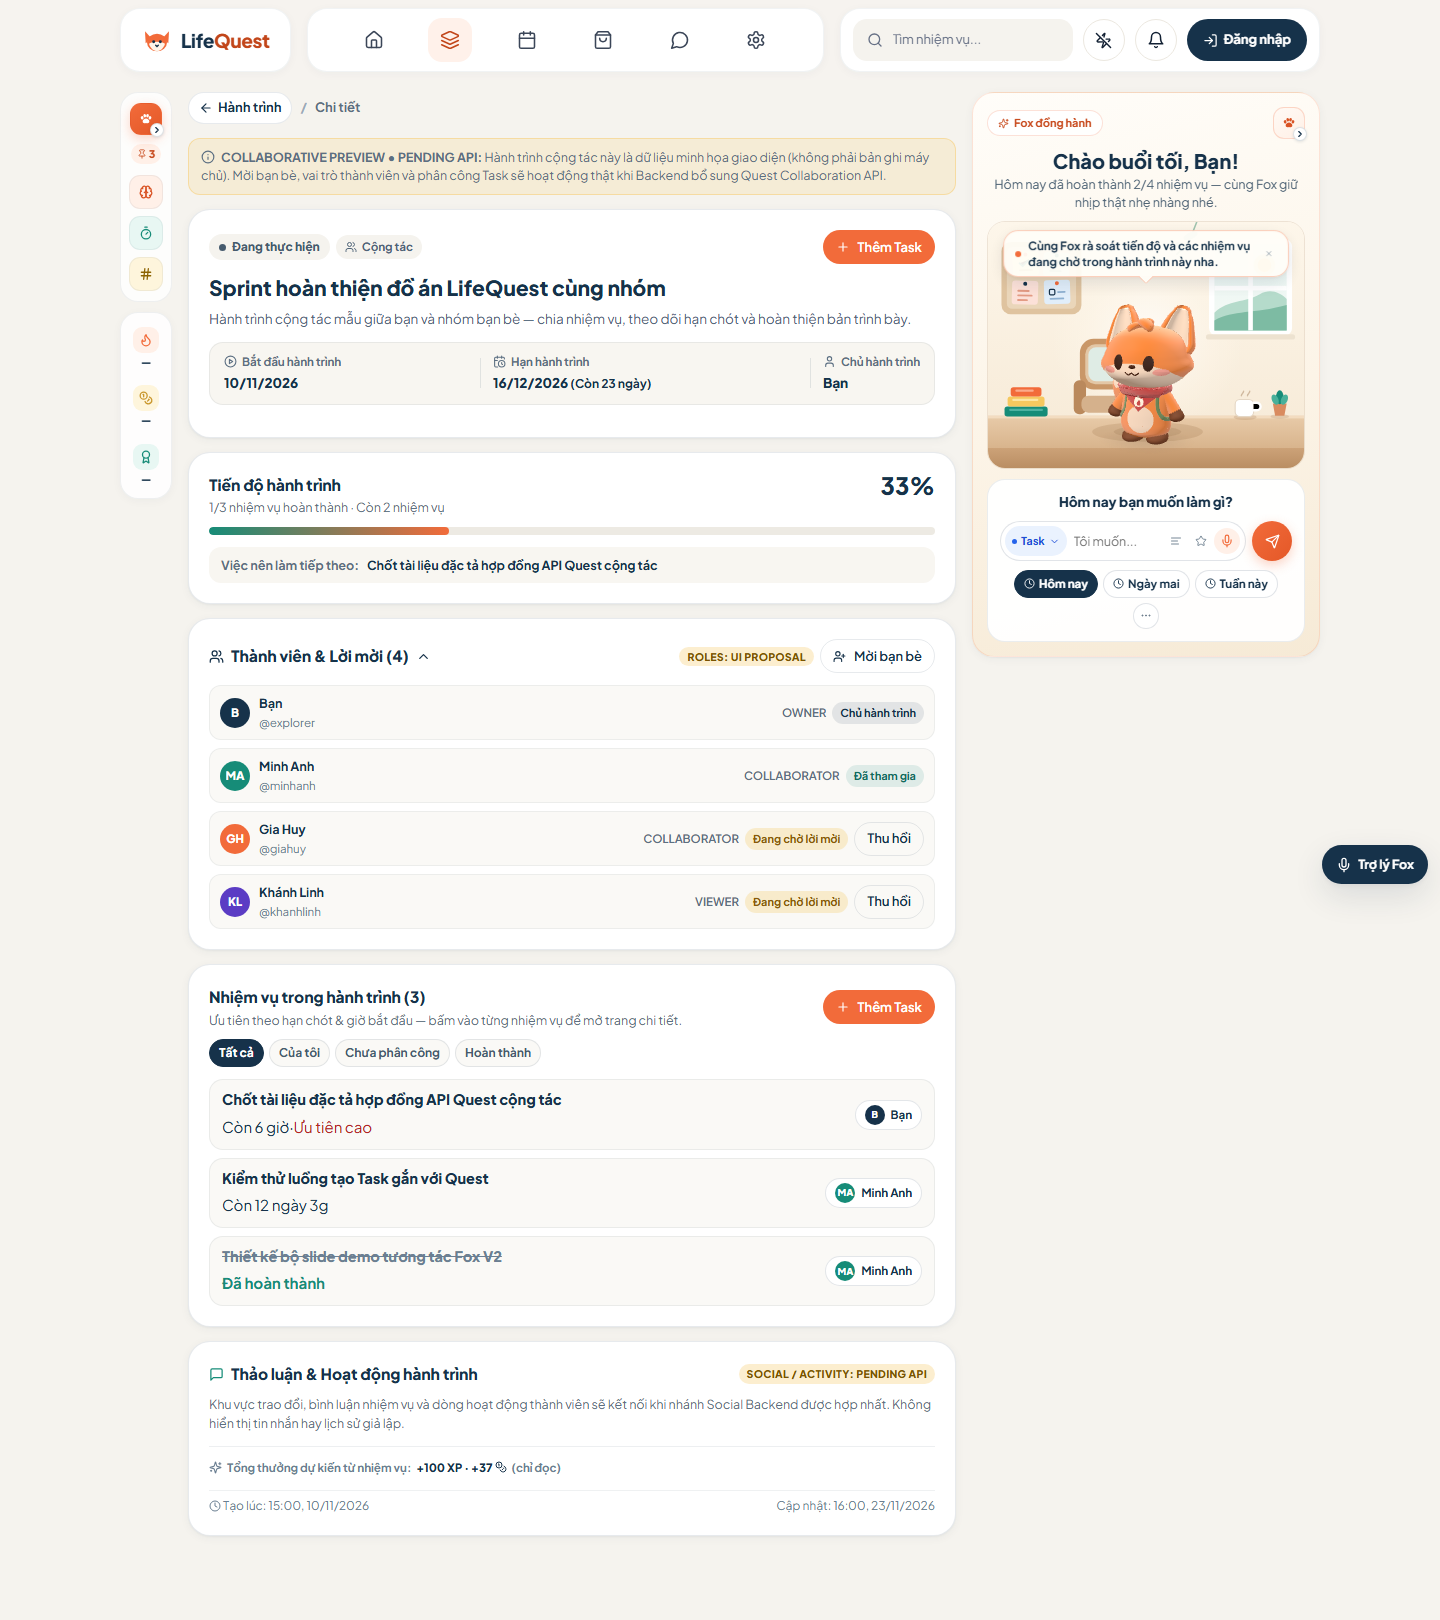 LifeQuest
Tìm nhiệm vụ...
Đăng nhập
3
–
–
–
Hành trình / Chi tiết
COLLABORATIVE PREVIEW • PENDING API: Hành trình cộng tác này là dữ liệu minh họa giao diện (không phải bản ghi máy
chủ). Mời bạn bè, vai trò thành viên và phân công Task sẽ hoạt động thật khi Backend bổ sung Quest Collaboration API.
Đang thực hiện
Cộng tác
Thêm Task
Sprint hoàn thiện đồ án LifeQuest cùng nhóm
Hành trình cộng tác mẫu giữa bạn và nhóm bạn bè — chia nhiệm vụ, theo dõi hạn chót và hoàn thiện bản trình bày.
Bắt đầu hành trình
10/11/2026
Hạn hành trình
16/12/2026 (Còn 23 ngày)
Chủ hành trình
Bạn
Tiến độ hành trình
33%
1/3 nhiệm vụ hoàn thành · Còn 2 nhiệm vụ
Việc nên làm tiếp theo: Chốt tài liệu đặc tả hợp đồng API Quest cộng tác
Thành viên & Lời mời (4)
ROLES: UI PROPOSAL
Mời bạn bè
B
Bạn
@explorer
OWNER
Chủ hành trình
MA
Minh Anh
@minhanh
COLLABORATOR
Đã tham gia
GH
Gia Huy
@giahuy
COLLABORATOR
Đang chờ lời mời
Thu hồi
KL
Khánh Linh
@khanhlinh
VIEWER
Đang chờ lời mời
Thu hồi
Nhiệm vụ trong hành trình (3)
Ưu tiên theo hạn chót & giờ bắt đầu — bấm vào từng nhiệm vụ để mở trang chi tiết.
Thêm Task
Tất cả
Của tôi
Chưa phân công
Hoàn thành
Chốt tài liệu đặc tả hợp đồng API Quest cộng tác
Còn 6 giờ·Ưu tiên cao
B
Bạn
Kiểm thử luồng tạo Task gắn với Quest
Còn 12 ngày 3g
MA
Minh Anh
Thiết kế bộ slide demo tương tác Fox V2
Đã hoàn thành
MA
Minh Anh
Thảo luận & Hoạt động hành trình
SOCIAL / ACTIVITY: PENDING API
Khu vực trao đổi, bình luận nhiệm vụ và dòng hoạt động thành viên sẽ kết nối khi nhánh Social Backend được hợp nhất. Không
hiển thị tin nhắn hay lịch sử giả lập.
Tổng thưởng dự kiến từ nhiệm vụ: +100 XP · +37 (chỉ đọc)
Tạo lúc: 15:00, 10/11/2026
Cập nhật: 16:00, 23/11/2026
Fox đồng hành
Chào buổi tối, Bạn!
Hôm nay đã hoàn thành 2/4 nhiệm vụ — cùng Fox giữ
nhịp thật nhẹ nhàng nhé.
Cùng Fox rà soát tiến độ và các nhiệm vụ
đang chờ trong hành trình này nha.
×
Hôm nay bạn muốn làm gì?
Task
Tôi muốn...
Hôm nay
Ngày mai
Tuần này
...
Trợ lý Fox